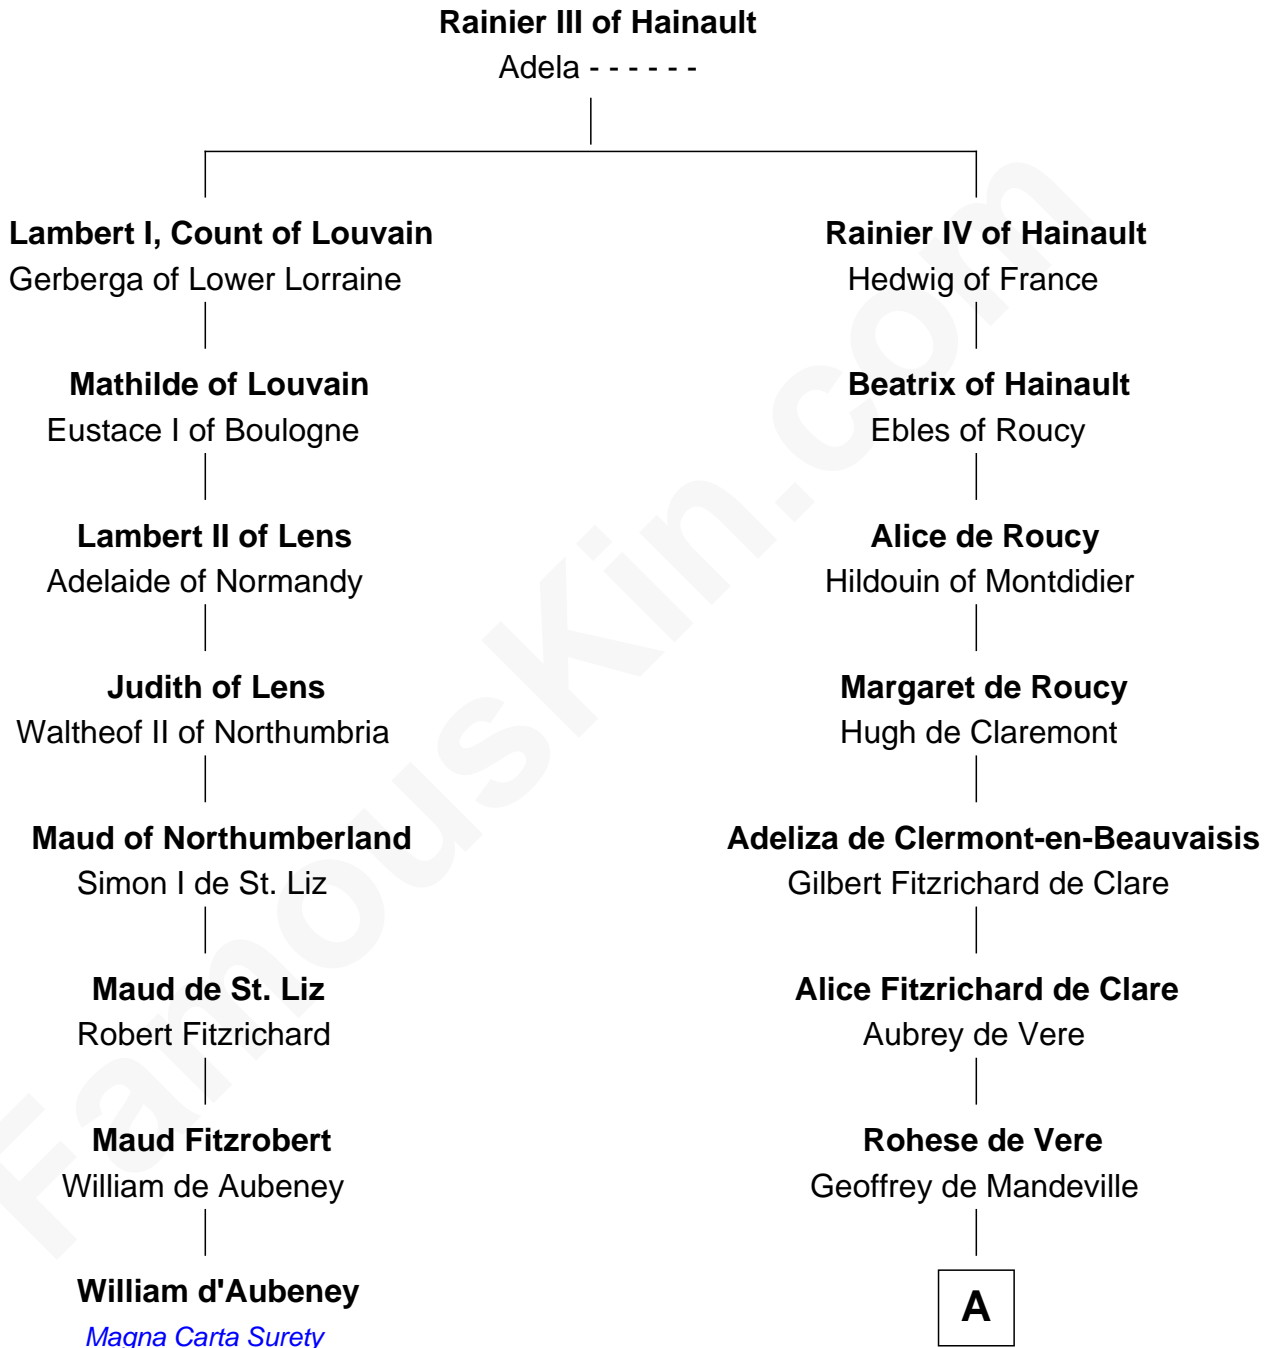 Rainier III of Hainault
Adela - - - - - -
Lambert I, Count of Louvain
Gerberga of Lower Lorraine
Rainier IV of Hainault
Hedwig of France
Mathilde of Louvain
Eustace I of Boulogne
Beatrix of Hainault
Ebles of Roucy
Lambert II of Lens
Adelaide of Normandy
Alice de Roucy
Hildouin of Montdidier
Judith of Lens
Waltheof II of Northumbria
Margaret de Roucy
Hugh de Claremont
Maud of Northumberland
Simon I de St. Liz
Adeliza de Clermont-en-Beauvaisis
Gilbert Fitzrichard de Clare
Maud de St. Liz
Robert Fitzrichard
Alice Fitzrichard de Clare
Aubrey de Vere
Maud Fitzrobert
William de Aubeney
Rohese de Vere
Geoffrey de Mandeville
William d'Aubeney
Magna Carta Surety
A
FamousKin.com